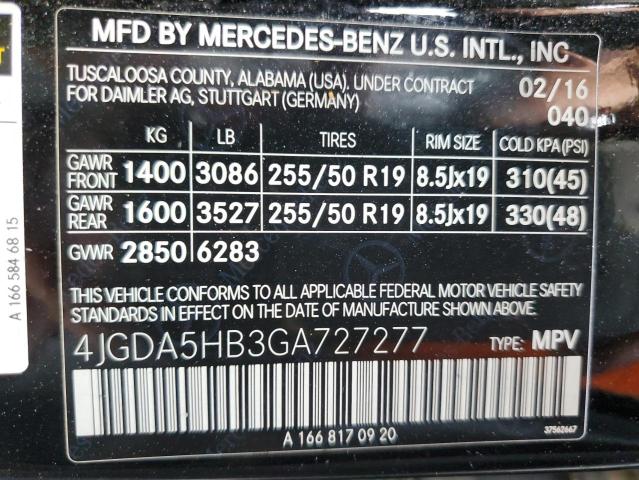 MFD BY MERCEDES-BENZ U.S. INTL., INC
TUSCALOOSA COUNTY, ALABAMA (USA). UNDER CONTRACT 02/16
FOR DAIMLER AG, STUTTGART (GERMANY) 040
KG LB TIRES RIM SIZE COLD KPA(PSI)
GAWR FRONT 1400 3086 255/50 R19 8.5Jx19 310(45)
GAWR REAR 1600 3527 255/50 R19 8.5Jx19 330(48)
GVWR 2850 6283
THIS VEHICLE CONFORMS TO ALL APPLICABLE FEDERAL MOTOR VEHICLE SAFETY
STANDARDS IN EFFECT ON THE DATE OF MANUFACTURE SHOWN ABOVE.
4JGDA5HB3GA727277 TYPE: MPV
A 166 817 09 20 37562667
A 166 584 68 15